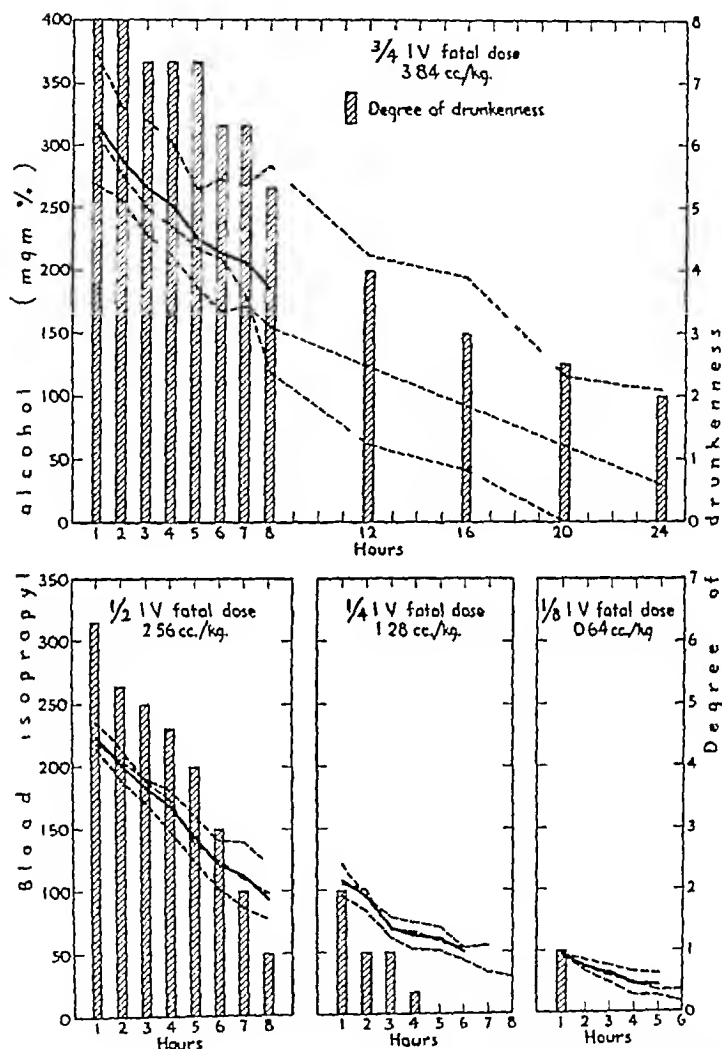 400
350
300
250
200
150
100
50
0
3/4 I V fatal dose
3 84 cc/kg.
Degree of drunkenness
8
7
6
5
4
3
2
1
0
1 2 3 4 5 6 7 8 12 16 20 24
Hours
Blood isopropyl alcohol (mgm %)
Degree of drunkenness
350
300
250
200
150
100
50
0
1/2 I V fatal dose
2 56 cc./kg.
1 2 3 4 5 6 7 8
Hours
1/4 I V fatal dose
1 28 cc./kg.
1 2 3 4 5 6 7 8
Hours
1/8 I V fatal dose
0 64 cc/kg
1 2 3 4 5 6
Hours
7
6
5
4
3
2
1
0